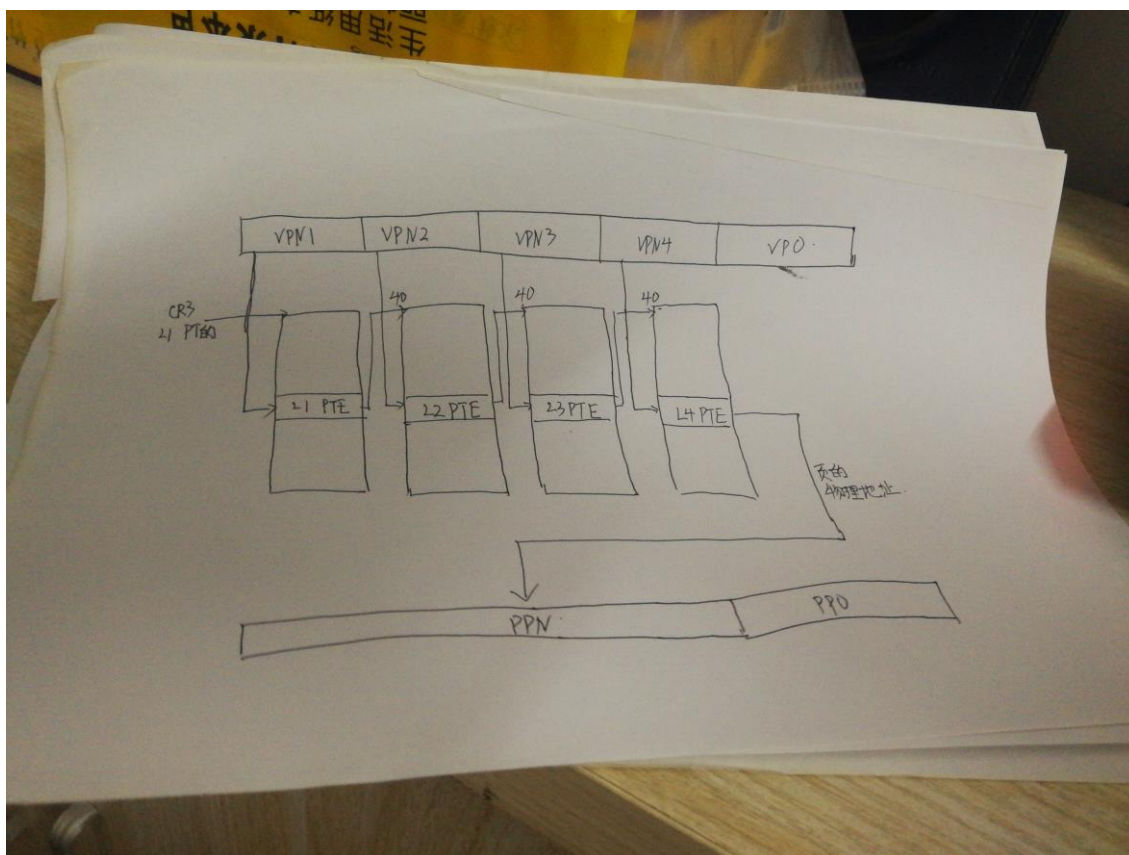 VPN1 VPN2 VPN3 VPN4 VPO
CR3
L1 PT的
40 40 40
L1 PTE L2 PTE L3 PTE L4 PTE
页的
物理地址
PPN PPO